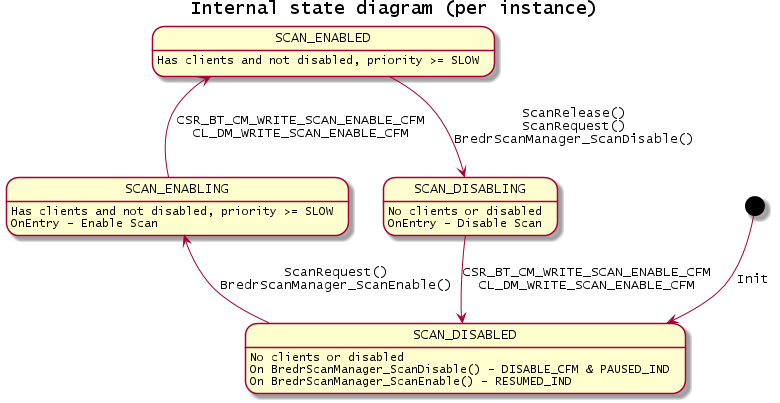 Internal state diagram (per instance)
SCAN_ENABLED
Has clients and not disabled, priority >= SLOW
CSR_BT_CM_WRITE_SCAN_ENABLE_CFM
CL_DM_WRITE_SCAN_ENABLE_CFM
ScanRelease()
ScanRequest()
BredrScanManager_ScanDisable()
SCAN_ENABLING
Has clients and not disabled, priority >= SLOW
OnEntry - Enable Scan
SCAN_DISABLING
No clients or disabled
OnEntry - Disable Scan
ScanRequest()
BredrScanManager_ScanEnable()
CSR_BT_CM_WRITE_SCAN_ENABLE_CFM
CL_DM_WRITE_SCAN_ENABLE_CFM
Init
SCAN_DISABLED
No clients or disabled
On BredrScanManager_ScanDisable() - DISABLE_CFM & PAUSED_IND
On BredrScanManager_ScanEnable() - RESUMED_IND